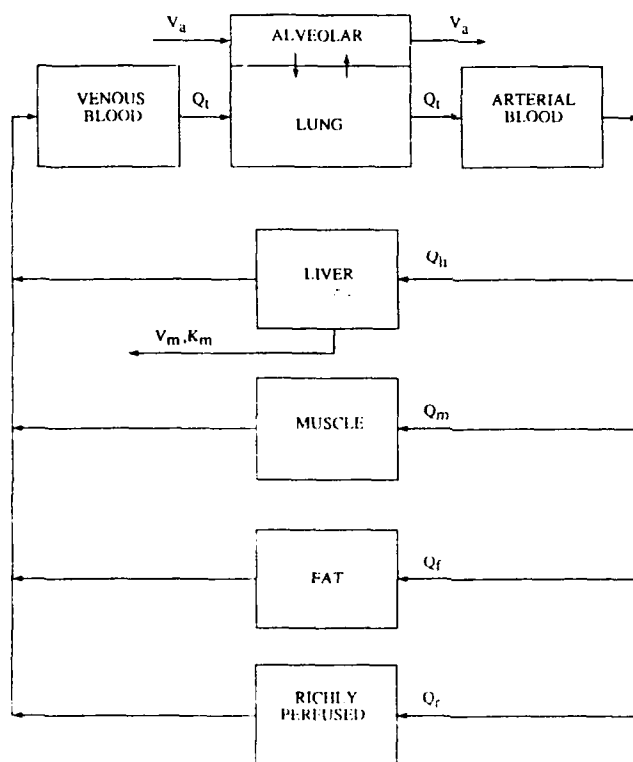 Va Va
ALVEOLAR
VENOUS
BLOOD
Qt
LUNG
Qt
ARTERIAL
BLOOD
LIVER
Qh
Vm,Km
MUSCLE
Qm
FAT
Qf
RICHLY
PERFUSED
Qr